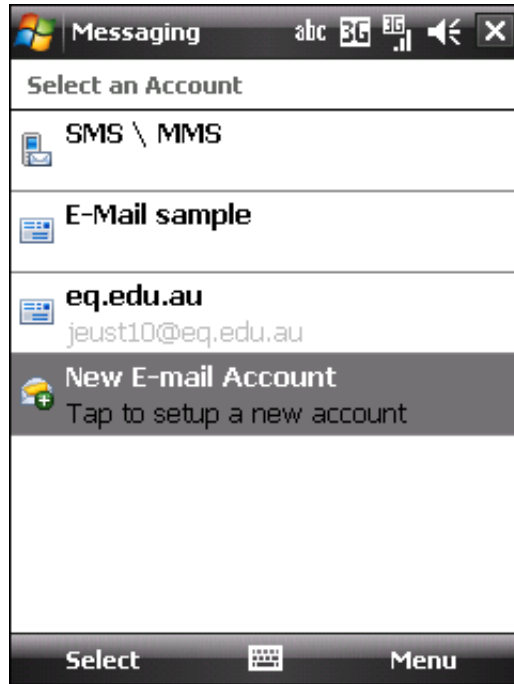 Messaging abc 3G 3G
Select an Account
SMS \ MMS
E-Mail sample
eq.edu.au
jeust10@eq.edu.au
New E-mail Account
Tap to setup a new account
Select Menu